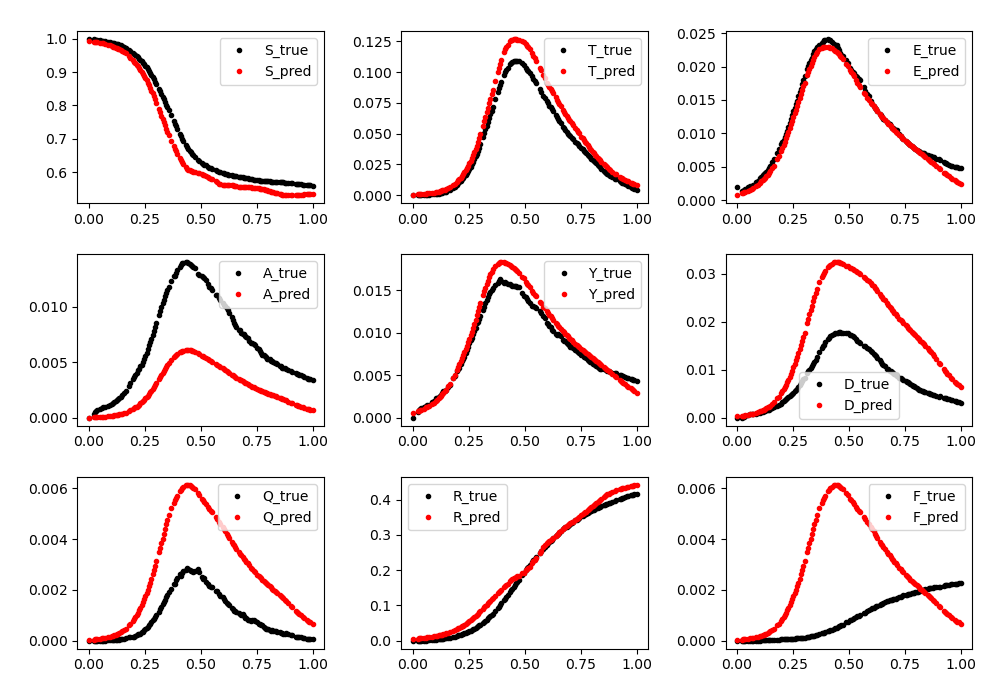 1.0
0.9
0.8
0.7
0.6
0.00 0.25 0.50 0.75 1.00
S_true
S_pred
0.125
0.100
0.075
0.050
0.025
0.000
0.00 0.25 0.50 0.75 1.00
T_true
T_pred
0.025
0.020
0.015
0.010
0.005
0.000
0.00 0.25 0.50 0.75 1.00
E_true
E_pred
0.010
0.005
0.000
0.00 0.25 0.50 0.75 1.00
A_true
A_pred
0.015
0.010
0.005
0.000
0.00 0.25 0.50 0.75 1.00
Y_true
Y_pred
0.03
0.02
0.01
0.00
0.00 0.25 0.50 0.75 1.00
D_true
D_pred
0.006
0.004
0.002
0.000
0.00 0.25 0.50 0.75 1.00
Q_true
Q_pred
0.4
0.3
0.2
0.1
0.0
0.00 0.25 0.50 0.75 1.00
R_true
R_pred
0.006
0.004
0.002
0.000
0.00 0.25 0.50 0.75 1.00
F_true
F_pred